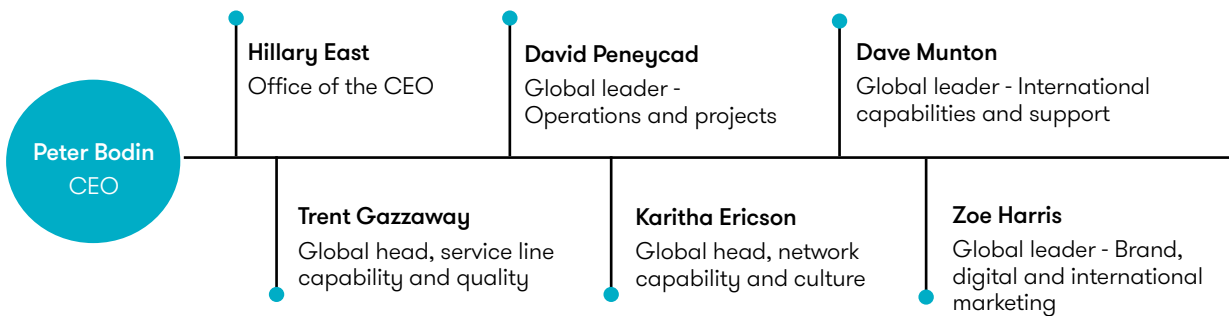 Peter Bodin
CEO
Hillary East
Office of the CEO
David Peneycad
Global leader -
Operations and projects
Dave Munton
Global leader - International
capabilities and support
Trent Gazzaway
Global head, service line
capability and quality
Karitha Ericson
Global head, network
capability and culture
Zoe Harris
Global leader - Brand,
digital and international
marketing